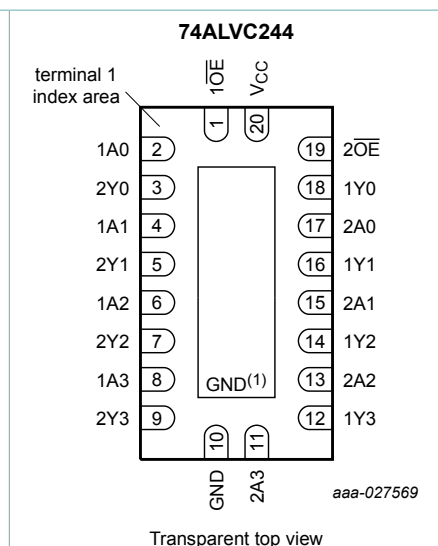 74ALVC244
terminal 1
index area
1O̅E̅
VCC
1
20
1A0 2
19 2O̅E̅
2Y0 3
18 1Y0
1A1 4
17 2A0
2Y1 5
16 1Y1
1A2 6
15 2A1
2Y2 7
14 1Y2
1A3 8
13 2A2
GND(1)
2Y3 9
12 1Y3
10
11
GND
2A3
aaa-027569
Transparent top view